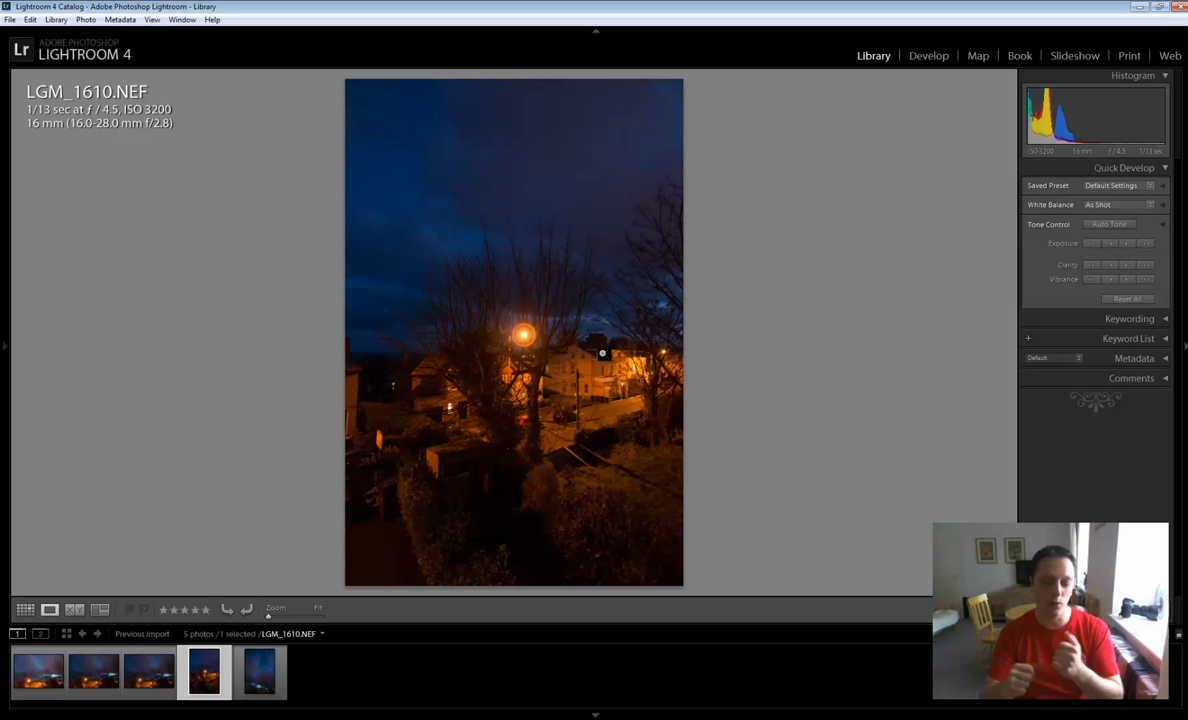 Lightroom 4 Catalog - Adobe Photoshop Lightroom - Library
File Edit Library Photo Metadata View Window Help
Lr ADOBE PHOTOSHOP
LIGHTROOM 4
Library | Develop | Map | Book | Slideshow | Print | Web
LGM_1610.NEF
1/13 sec at ƒ / 4.5, ISO 3200
16 mm (16.0-28.0 mm f/2.8)
Histogram
ISO 3200 16 mm ƒ / 4.5 1/13 sec
Quick Develop
Saved Preset Default Settings
White Balance As Shot
Tone Control Auto Tone
Exposure
Clarity
Vibrance
Reset All
Keywording
+ Keyword List
Default Metadata
Comments
XY Zoom Fit
1 2 Previous Import 5 photos / 1 selected / LGM_1610.NEF